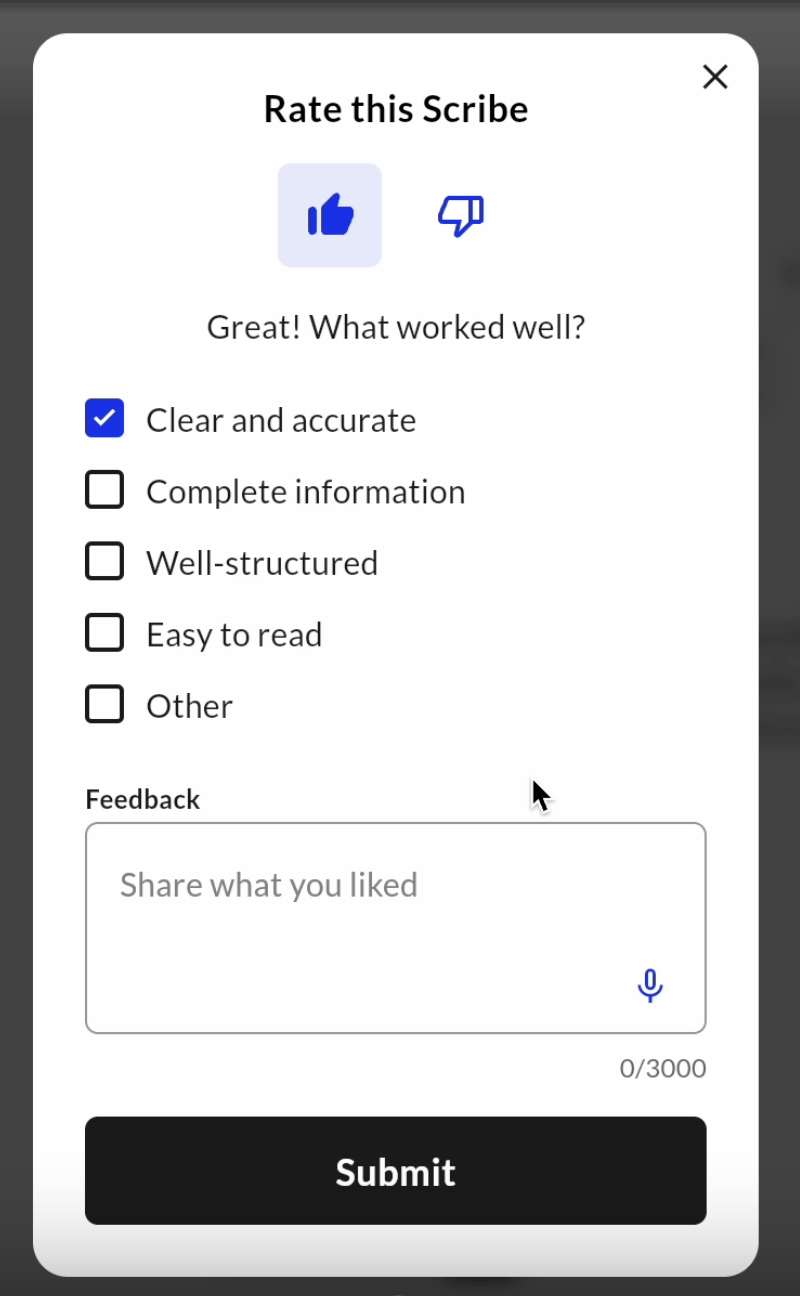 Rate this Scribe
Great! What worked well?
Clear and accurate
Complete information
Well-structured
Easy to read
Other
Feedback
Share what you liked
0/3000
Submit